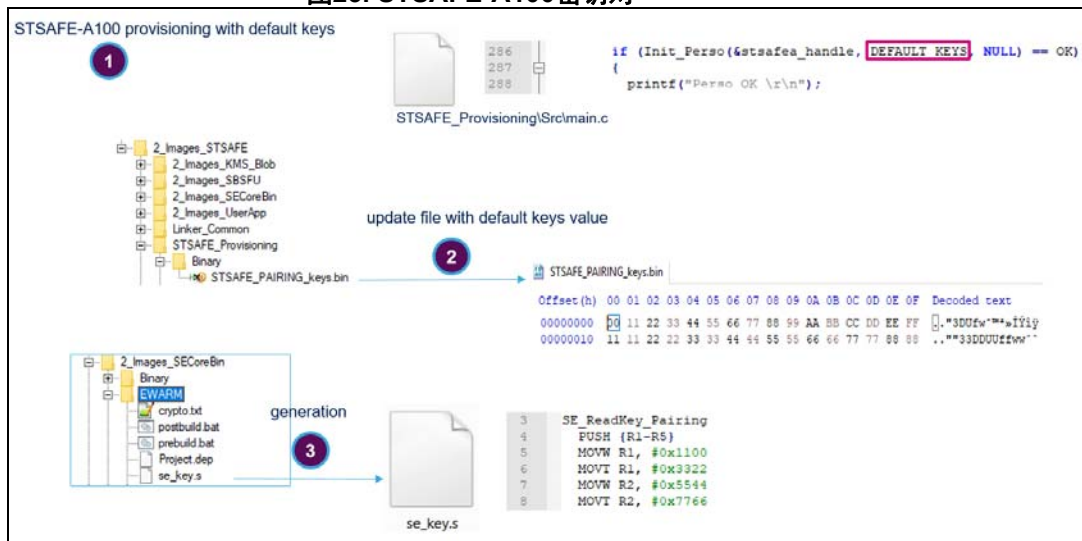 STSAFE-A100 provisioning with default keys
1
286 if (Init_Perso(&stsafea_handle, DEFAULT_KEYS, NULL) == OK)
287 {
288 printf("Perso OK \r\n");
STSAFE_Provisioning\Src\main.c
2_Images_STSAFE
2_Images_KMS_Blob
2_Images_SBSFU
2_Images_SECoreBin
2_Images_UserApp
Linker_Common
STSAFE_Provisioning
Binary
STSAFE_PAIRING_keys.bin
update file with default keys value
2
STSAFE_PAIRING_keys.bin
Offset(h) 00 01 02 03 04 05 06 07 08 09 0A 0B 0C 0D 0E 0F Decoded text
00000000 00 11 22 33 44 55 66 77 88 99 AA BB CC DD EE FF
00000010 11 11 22 22 33 33 44 44 55 55 66 66 77 77 88 88 ..""33DDUUffww
2_Images_SECoreBin
Binary
EWARM
crypto.txt
postbuild.bat
prebuild.bat
Project.dep
se_key.s
generation
3
se_key.s
3 SE_ReadKey_Pairing
4 PUSH {R1-R5}
5 MOVW R1, #0x1100
6 MOVT R1, #0x3322
7 MOVW R2, #0x5544
8 MOVT R2, #0x7766